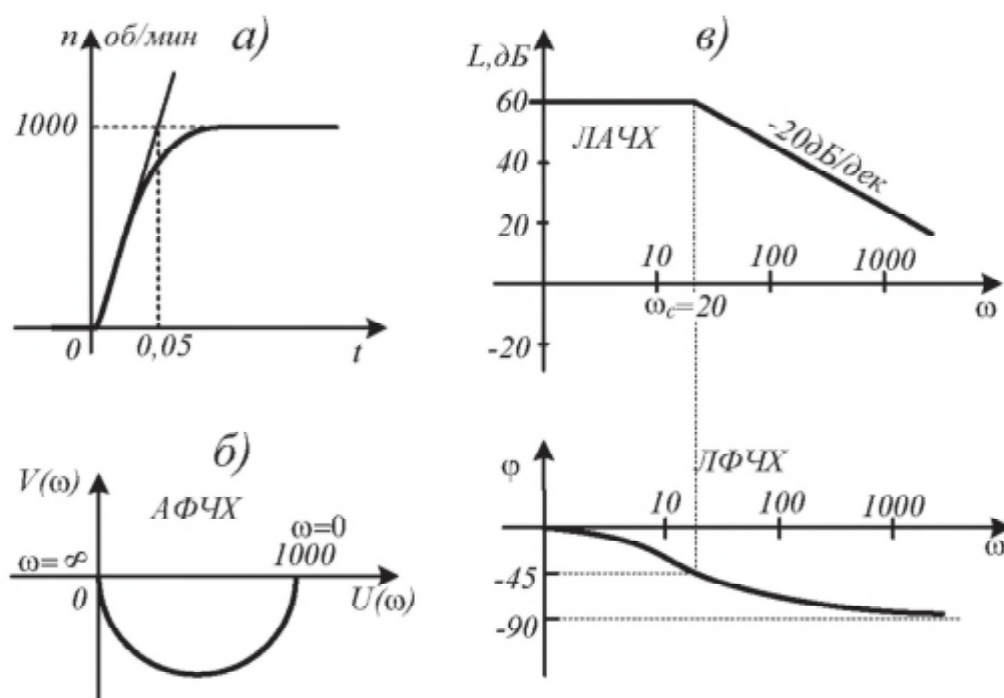 n
об/мин
а)
1000
0
0,05
t
в)
L,дБ
60
40
20
-20
ЛАЧХ
-20дБ/дек
10
100
1000
ω
ωс=20
б)
V(ω)
АФЧХ
ω=0
1000
ω=∞
0
U(ω)
ЛФЧХ
φ
10
100
1000
ω
-45
-90